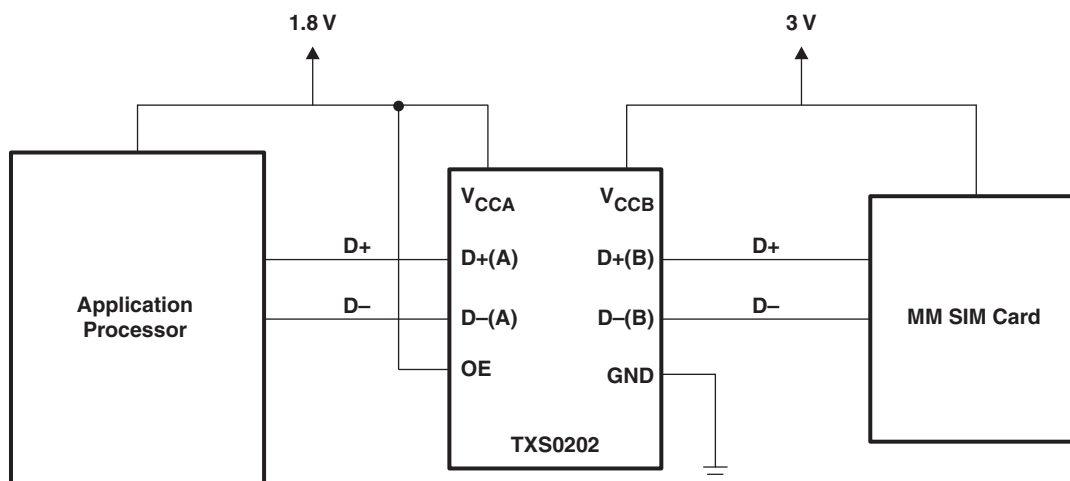 1.8 V
3 V
V_CCA
V_CCB
D+
D+(A)
D+(B)
D+
Application
Processor
D–
D–(A)
D–(B)
D–
MM SIM Card
OE
GND
TXS0202